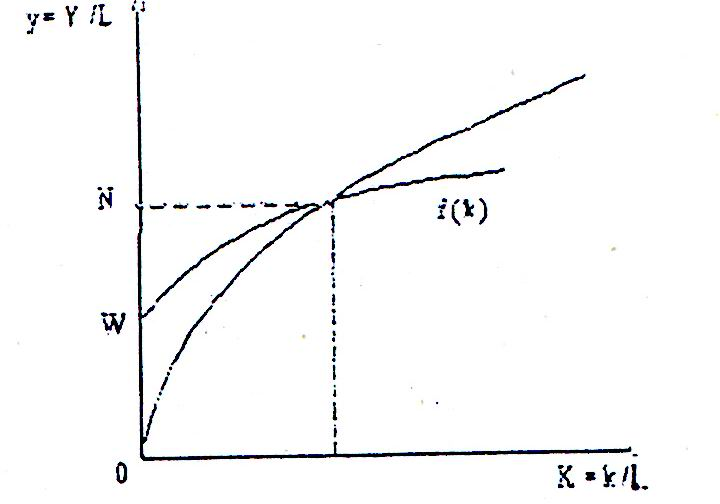 y = Y/L
N
f(k)
W
0
K = k/L